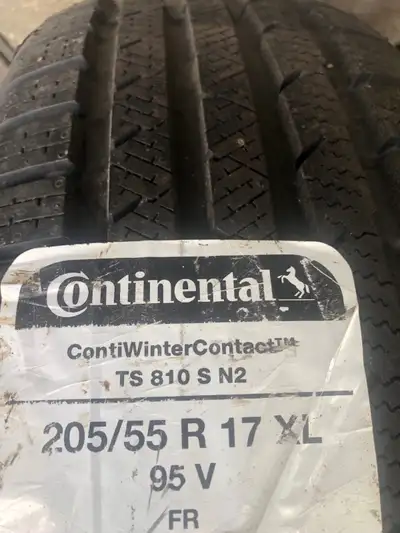 Continental
ContiWinterContact™
TS 810 S N2
205/55 R 17 XL
95 V
FR